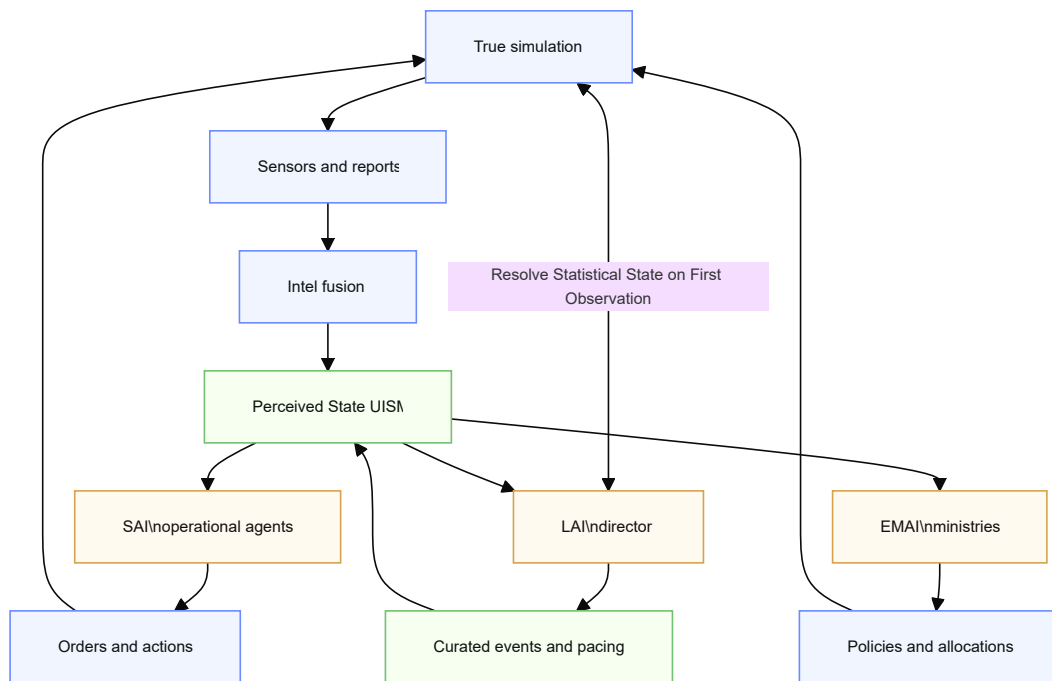 True simulation
Sensors and reports
Intel fusion
Resolve Statistical State on First
Observation
Perceived State UISM
SAI\noperational agents
LAI\ndirector
EMAI\nministries
Orders and actions
Curated events and pacing
Policies and allocations